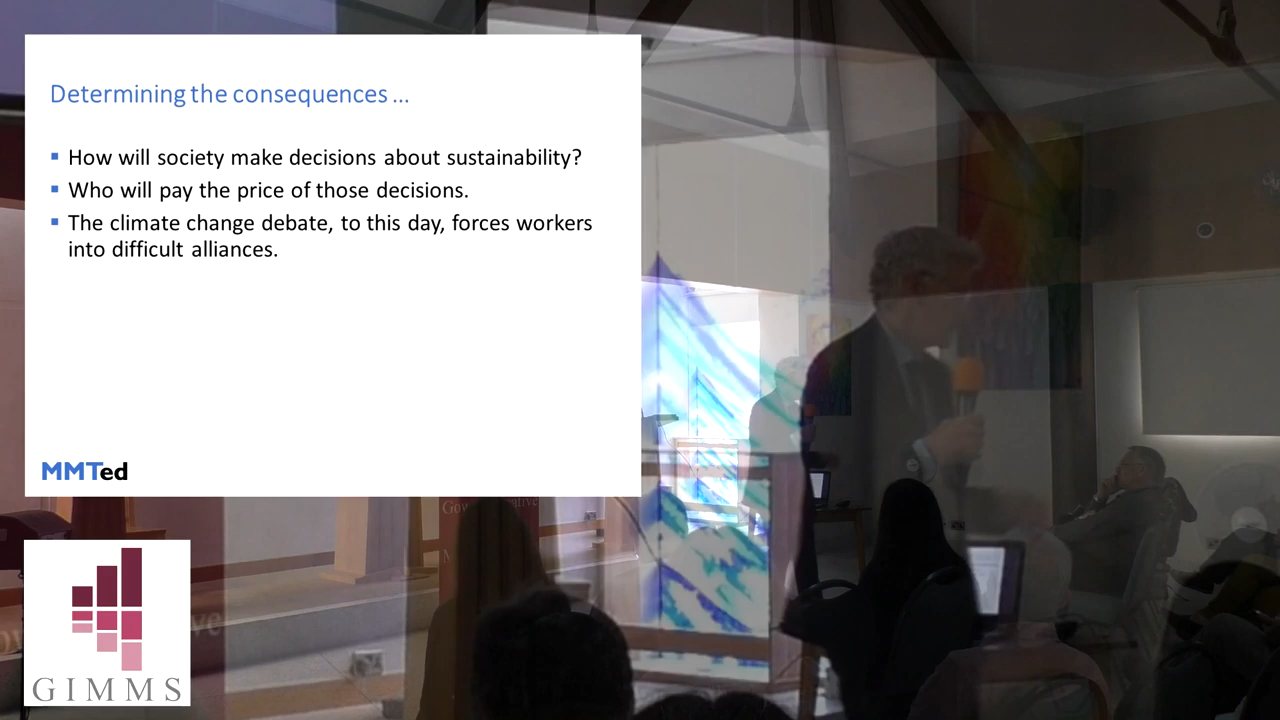 Determining the consequences ...
▪ How will society make decisions about sustainability?
▪ Who will pay the price of those decisions.
▪ The climate change debate, to this day, forces workers
into difficult alliances.
MMTed
GIMMS